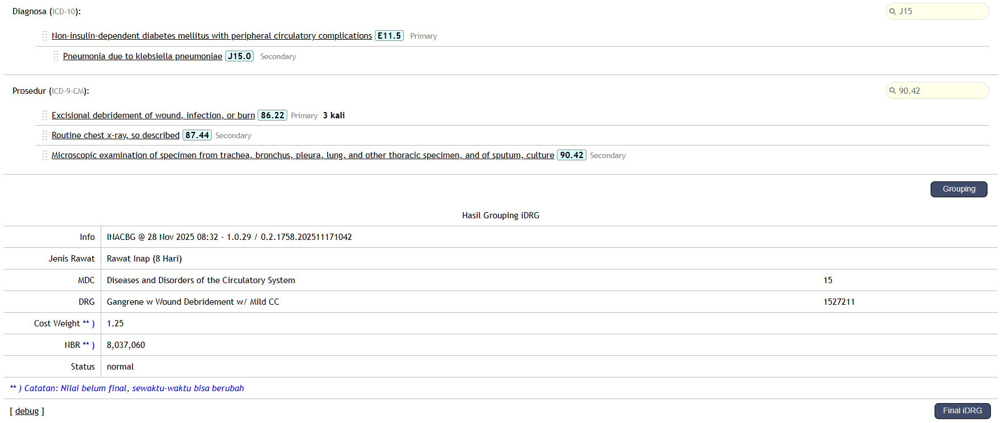 Diagnosa (ICD-10):
J15
Non-insulin-dependent diabetes mellitus with peripheral circulatory complications E11.5 Primary
Pneumonia due to klebsiella pneumoniae J15.0 Secondary
Prosedur (ICD-9-CM):
90.42
Excisional debridement of wound, infection, or burn 86.22 Primary 3 kali
Routine chest x-ray, so described 87.44 Secondary
Microscopic examination of specimen from trachea, bronchus, pleura, lung, and other thoracic specimen, and of sputum, culture 90.42 Secondary
Grouping
Hasil Grouping iDRG
Info INACBG @ 28 Nov 2025 08:32 - 1.0.29 / 0.2.1758.202511171042
Jenis Rawat Rawat Inap (8 Hari)
MDC Diseases and Disorders of the Circulatory System 15
DRG Gangrene w Wound Debridement w/ Mild CC 1527211
Cost Weight ** ) 1.25
NBR ** ) 8,037,060
Status normal
** ) Catatan: Nilai belum final, sewaktu-waktu bisa berubah
[ debug ]
Final iDRG